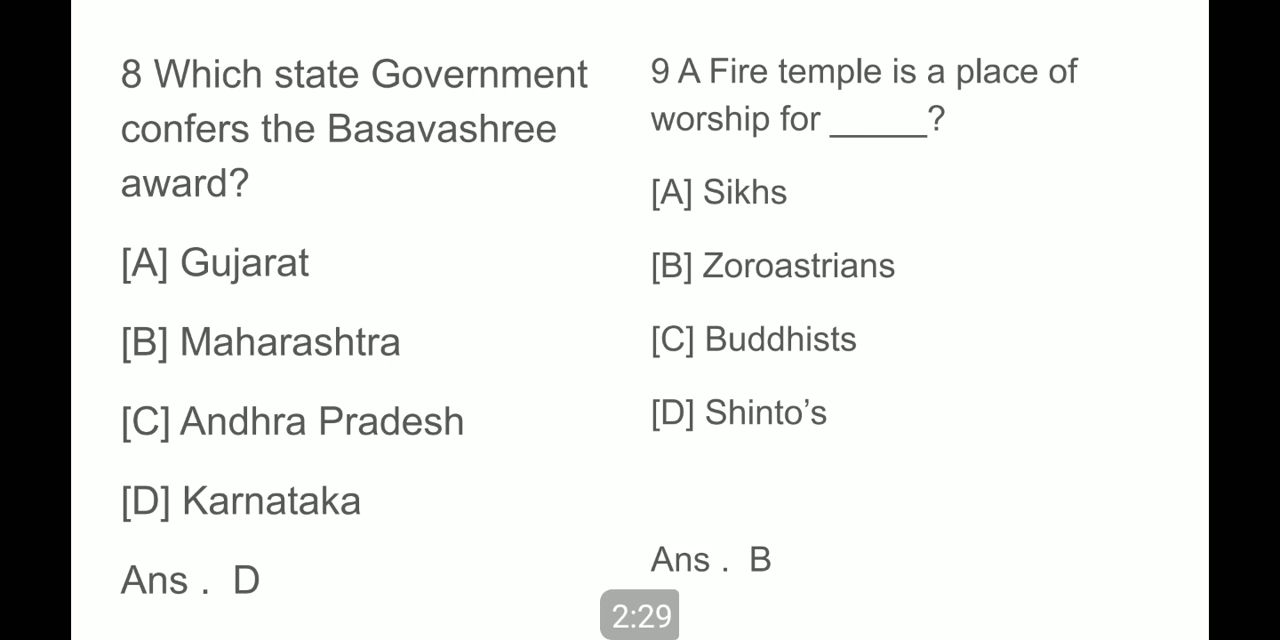 8 Which state Government
confers the Basavashree
award?
[A] Gujarat
[B] Maharashtra
[C] Andhra Pradesh
[D] Karnataka
Ans . D
9 A Fire temple is a place of
worship for _____?
[A] Sikhs
[B] Zoroastrians
[C] Buddhists
[D] Shinto’s
Ans . B
2:29